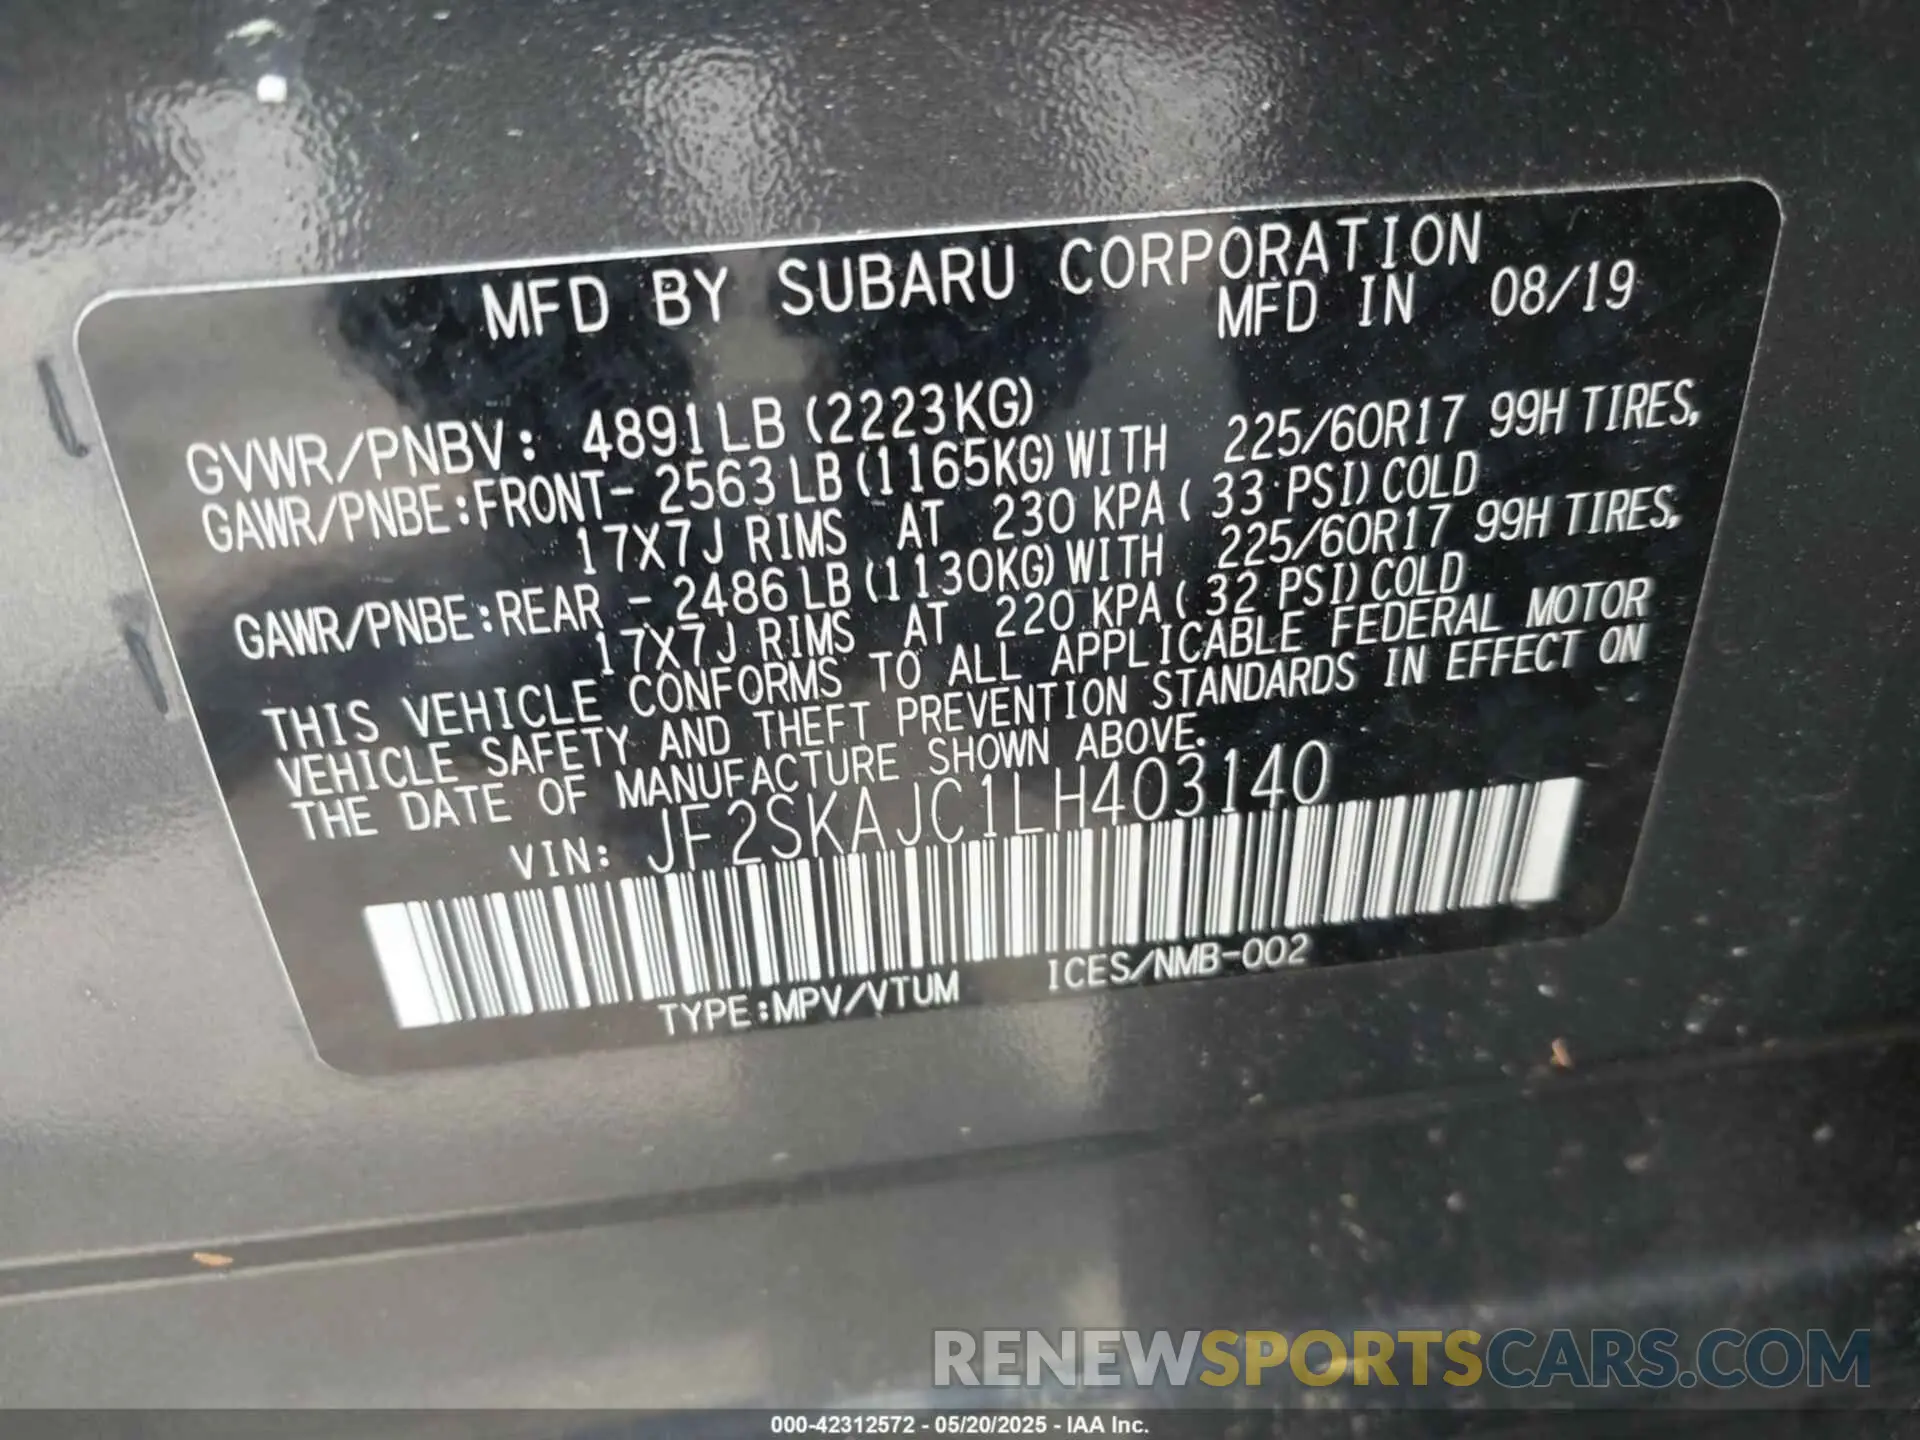 MFD BY SUBARU CORPORATION
MFD IN 08/19
GVWR/PNBV: 4891LB (2223KG)
GAWR/PNBE:FRONT- 2563 LB (1165KG) WITH 225/60R17 99H TIRES,
17X7J RIMS AT 230 KPA ( 33 PSI) COLD
GAWR/PNBE:REAR - 2486 LB (1130KG) WITH 225/60R17 99H TIRES,
17X7J RIMS AT 220 KPA ( 32 PSI) COLD
THIS VEHICLE CONFORMS TO ALL APPLICABLE FEDERAL MOTOR
VEHICLE SAFETY AND THEFT PREVENTION STANDARDS IN EFFECT ON
THE DATE OF MANUFACTURE SHOWN ABOVE.
VIN: JF2SKAJC1LH403140
TYPE:MPV/VTUM ICES/NMB-002
RENEWSPORTSCARS.COM
000-42312572 - 05/20/2025 - IAA Inc.